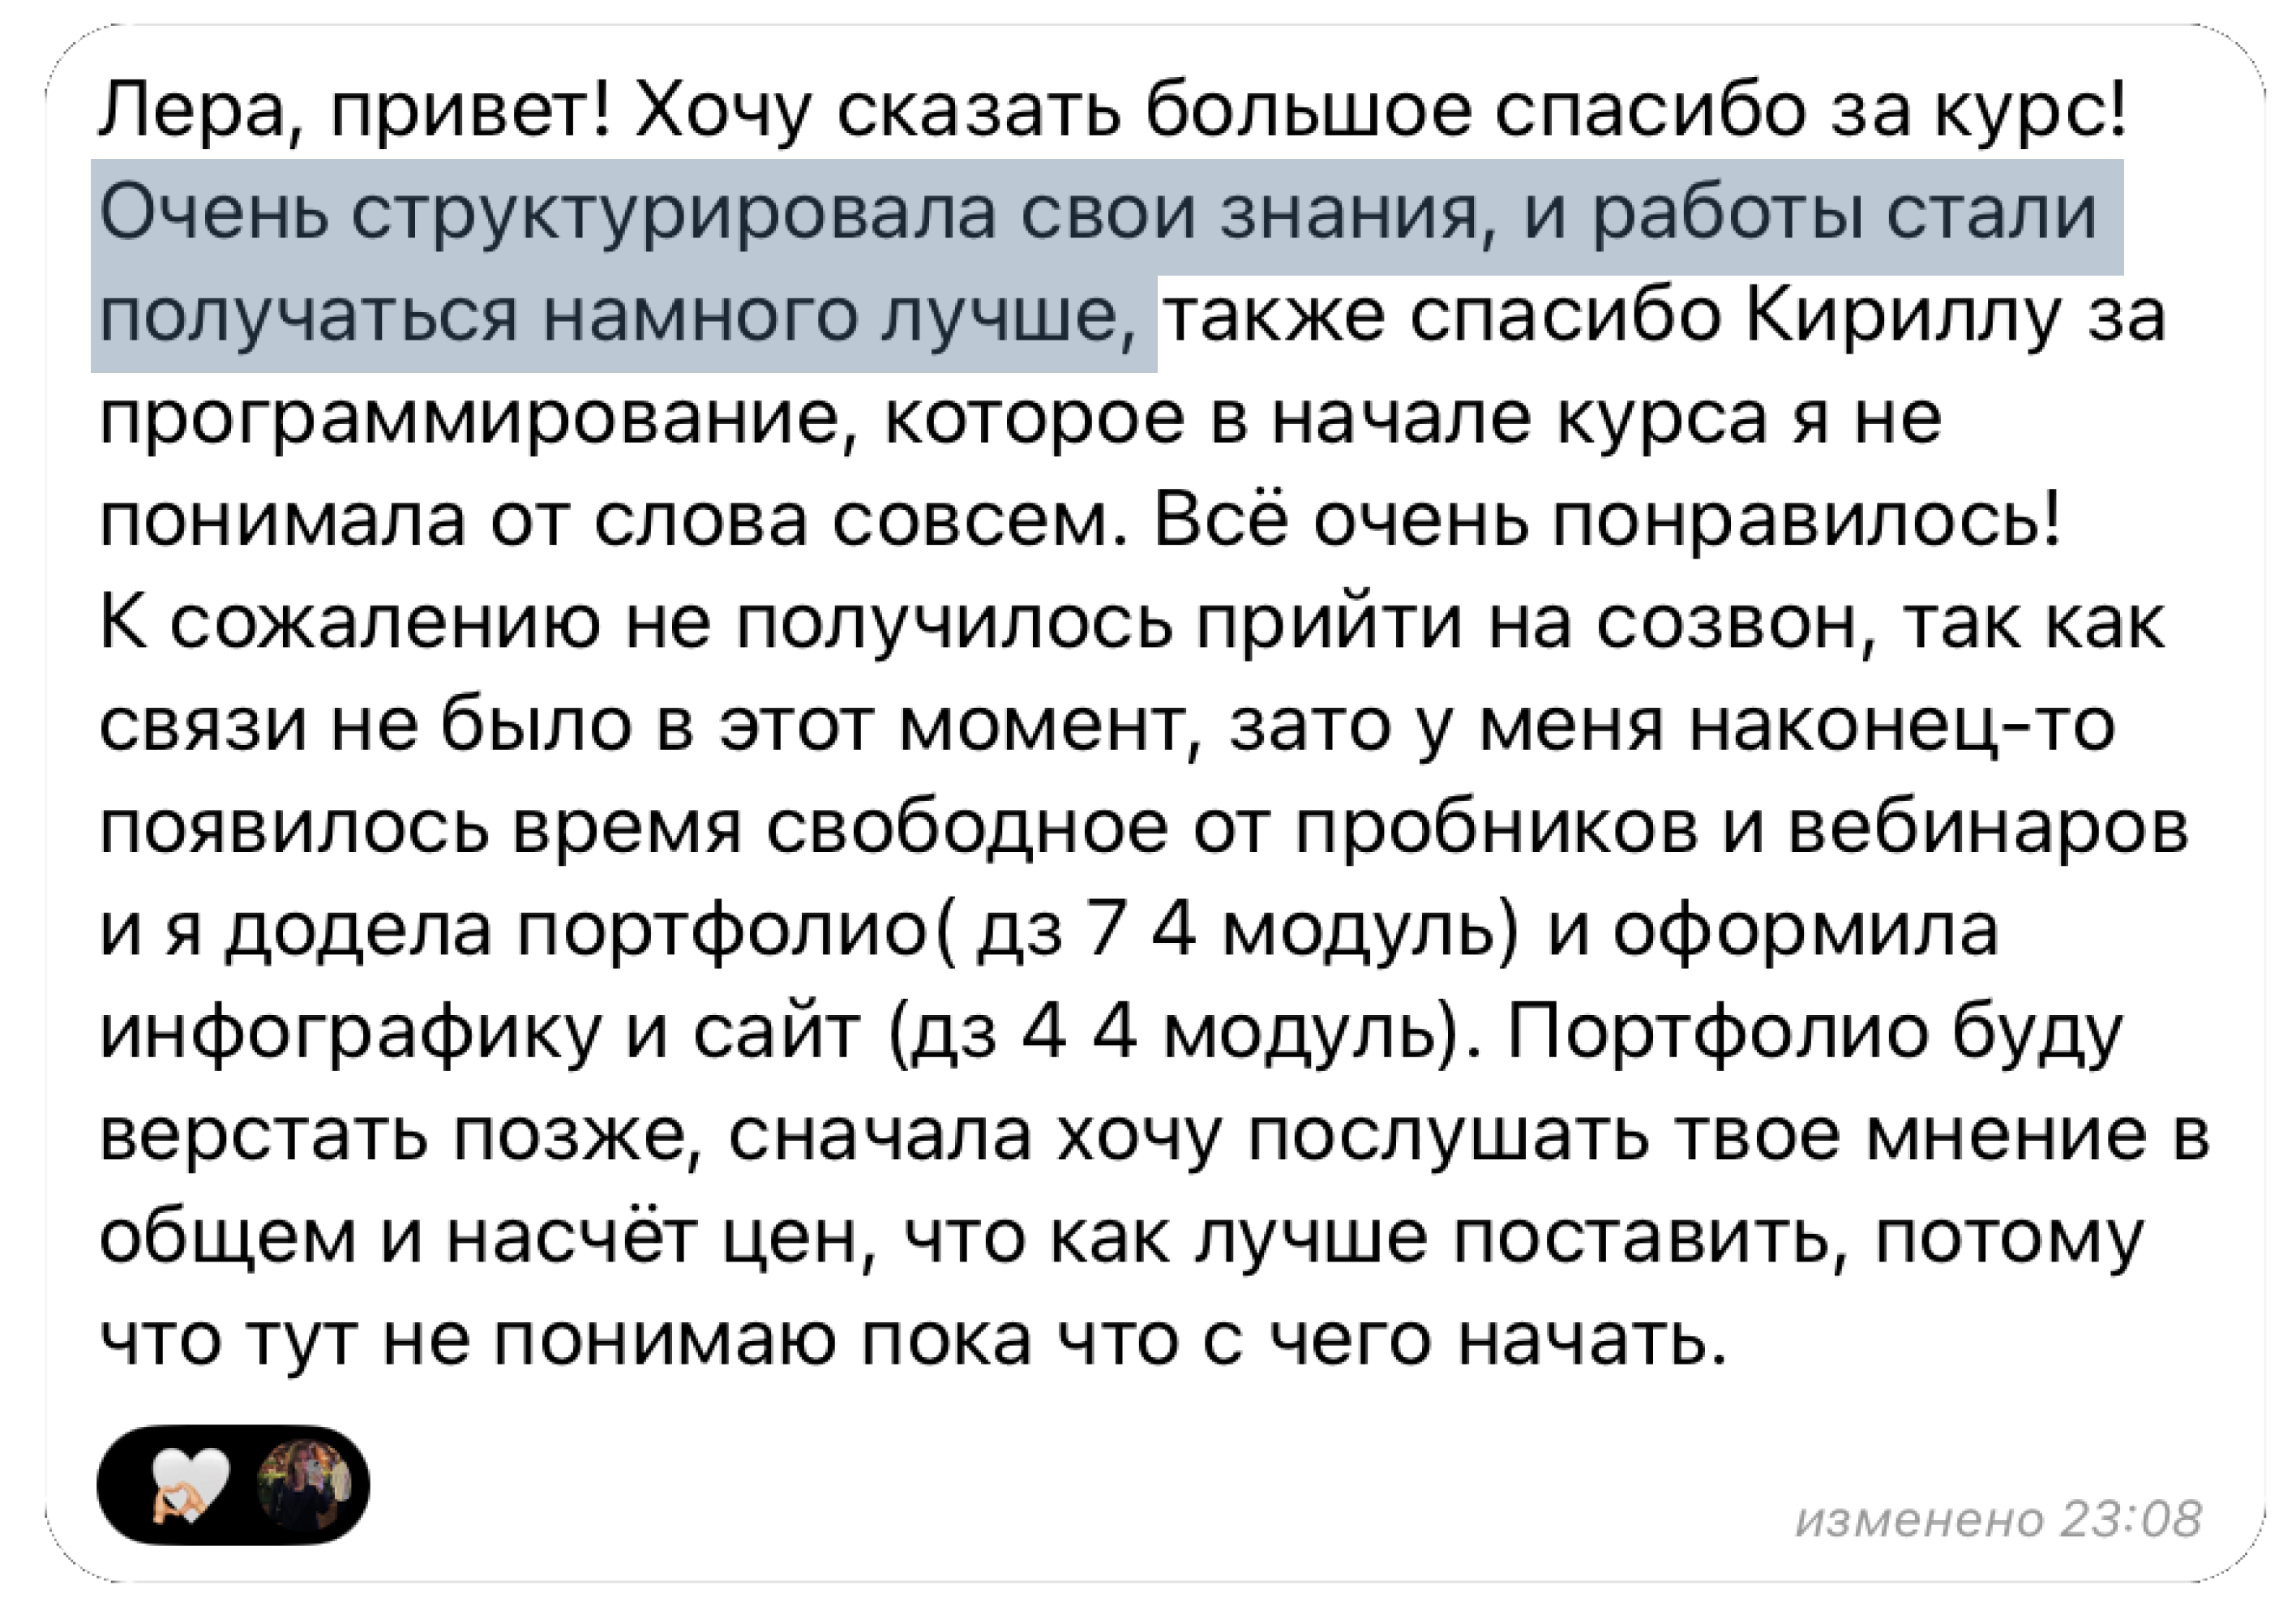 Лера, привет! Хочу сказать большое спасибо за курс!
Очень структурировала свои знания, и работы стали
получаться намного лучше, также спасибо Кириллу за
программирование, которое в начале курса я не
понимала от слова совсем. Всё очень понравилось!
К сожалению не получилось прийти на созвон, так как
связи не было в этот момент, зато у меня наконец-то
появилось время свободное от пробников и вебинаров
и я додела портфолио( дз 7 4 модуль) и оформила
инфографику и сайт (дз 4 4 модуль). Портфолио буду
верстать позже, сначала хочу послушать твое мнение в
общем и насчёт цен, что как лучше поставить, потому
что тут не понимаю пока что с чего начать.
изменено 23:08